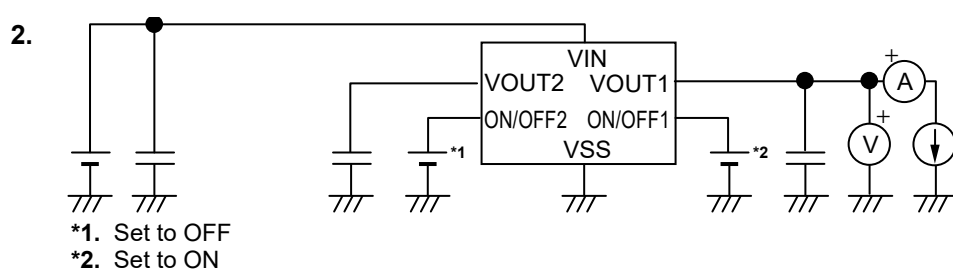 2.
VIN
VOUT2 VOUT1
ON/OFF2 ON/OFF1
VSS
+
A
+
V
*1
*2
*1. Set to OFF
*2. Set to ON